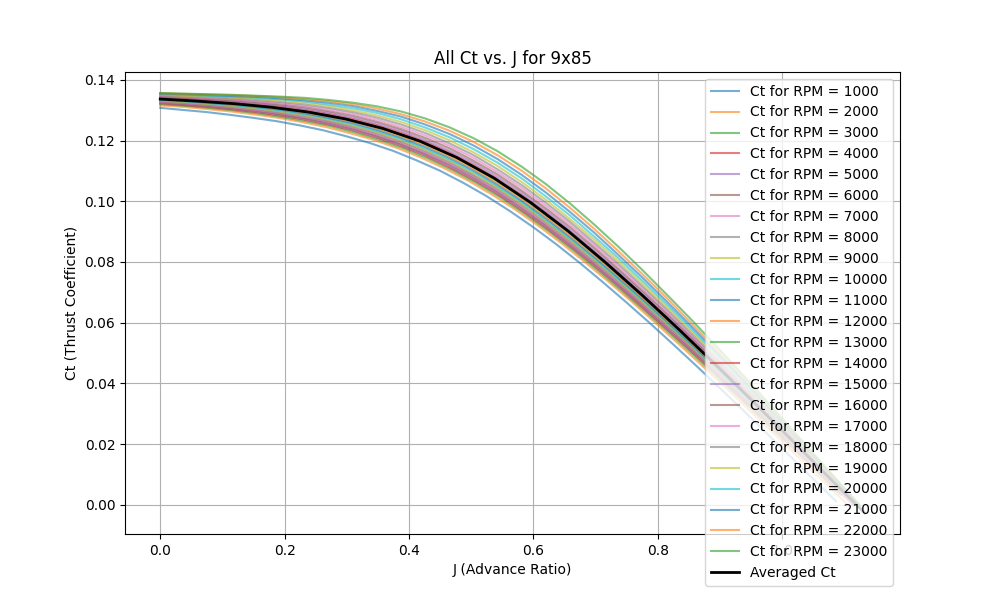 All Ct vs. J for 9x85
Ct (Thrust Coefficient)
0.14
0.12
0.10
0.08
0.06
0.04
0.02
0.00
0.0
0.2
0.4
0.6
0.8
J (Advance Ratio)
Ct for RPM = 1000
Ct for RPM = 2000
Ct for RPM = 3000
Ct for RPM = 4000
Ct for RPM = 5000
Ct for RPM = 6000
Ct for RPM = 7000
Ct for RPM = 8000
Ct for RPM = 9000
Ct for RPM = 10000
Ct for RPM = 11000
Ct for RPM = 12000
Ct for RPM = 13000
Ct for RPM = 14000
Ct for RPM = 15000
Ct for RPM = 16000
Ct for RPM = 17000
Ct for RPM = 18000
Ct for RPM = 19000
Ct for RPM = 20000
Ct for RPM = 21000
Ct for RPM = 22000
Ct for RPM = 23000
Averaged Ct